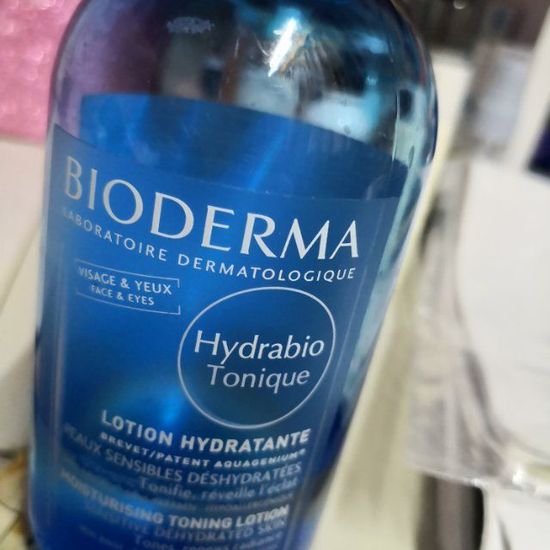 BIODERMA
LABORATOIRE DERMATOLOGIQUE
VISAGE & YEUX
FACE & EYES
Hydrabio
Tonique
LOTION HYDRATANTE
BREVET/PATENT AQUAGENIUM®
PEAUX SENSIBLES DÉSHYDRATÉES
Tonifie, réveille l'éclat
MOISTURISING TONING LOTION
SENSITIVE DEHYDRATED SKIN
Tones,